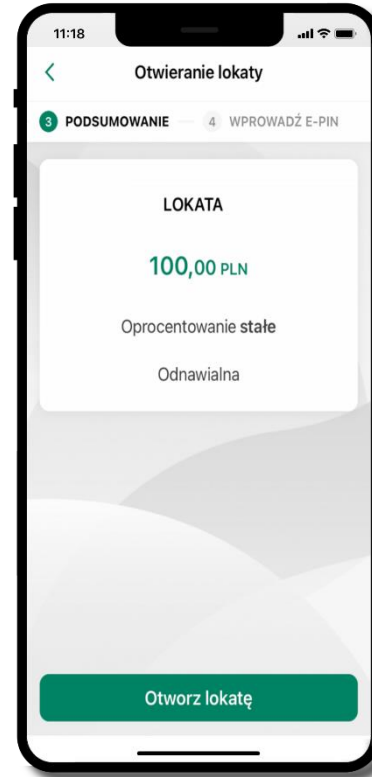 11:18
Otwieranie lokaty
3 PODSUMOWANIE 4 WPROWADŹ E-PIN
LOKATA
100,00 PLN
Oprocentowanie stałe
Odnawialna
Otworz lokatę